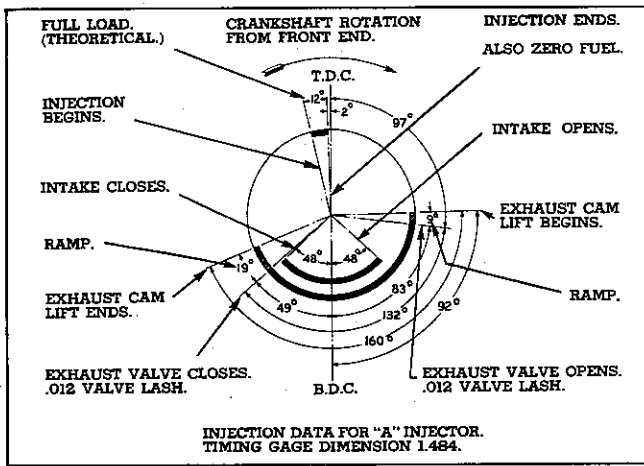 FULL LOAD.
(THEORETICAL.)
CRANKSHAFT ROTATION
FROM FRONT END.
INJECTION ENDS.
ALSO ZERO FUEL.
T.D.C.
12°
2°
97°
INJECTION
BEGINS.
INTAKE OPENS.
INTAKE CLOSES.
EXHAUST CAM
LIFT BEGINS.
9°
RAMP.
48°
48°
19°
RAMP.
EXHAUST CAM
LIFT ENDS.
49°
83°
132°
92°
160°
EXHAUST VALVE CLOSES.
.012 VALVE LASH.
B.D.C.
EXHAUST VALVE OPENS.
.012 VALVE LASH.
INJECTION DATA FOR "A" INJECTOR.
TIMING GAGE DIMENSION 1.484.